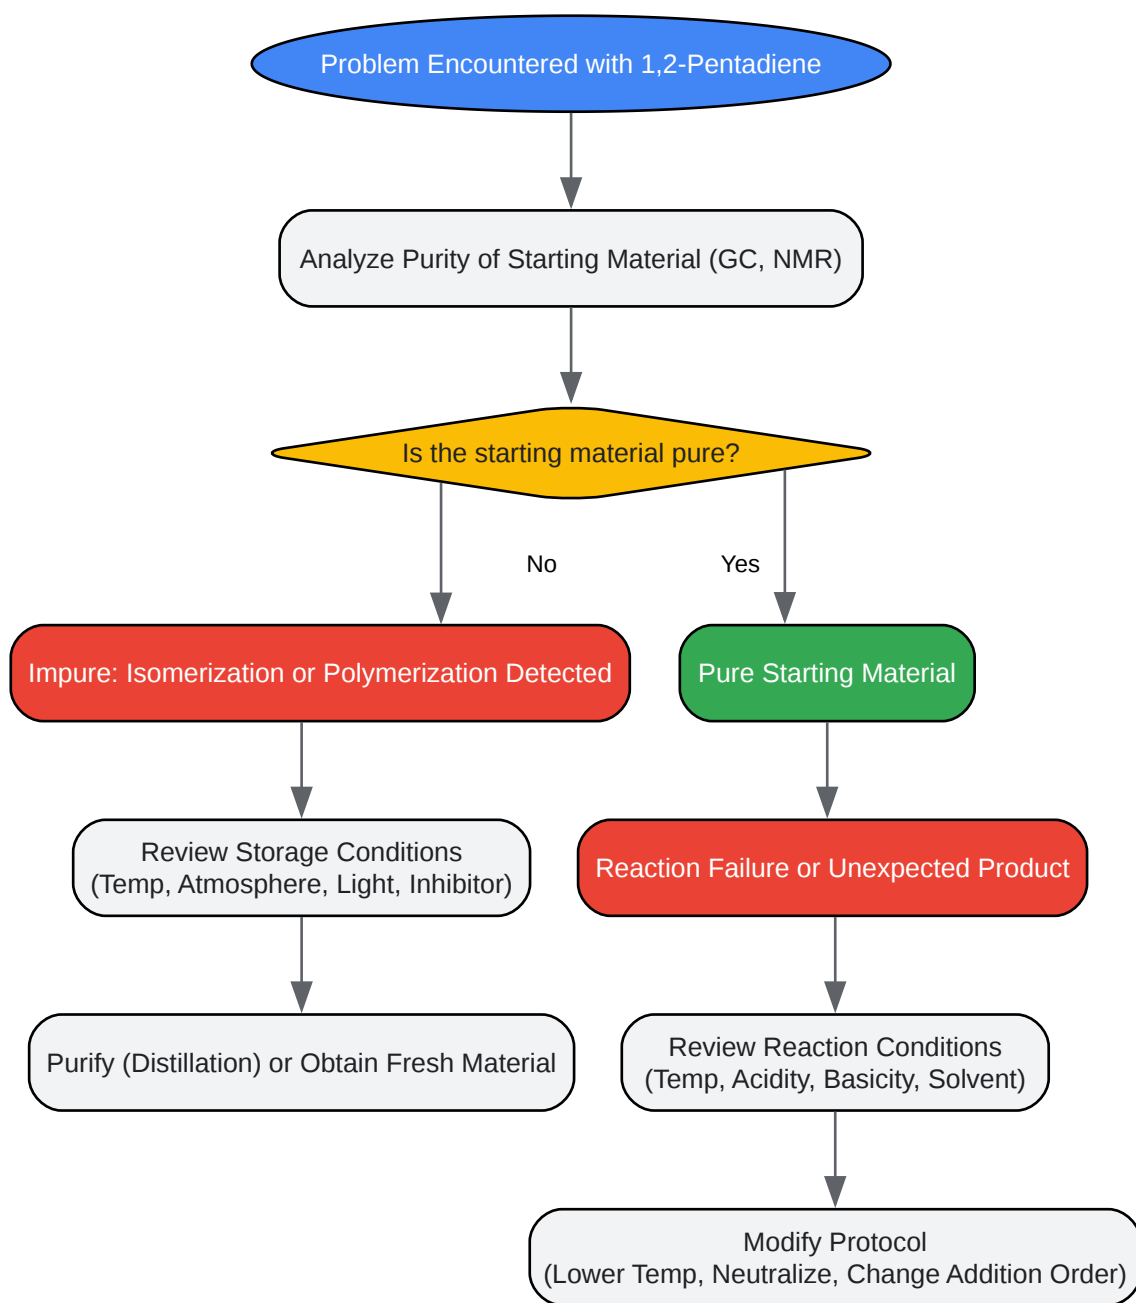 Problem Encountered with 1,2-Pentadiene
Analyze Purity of Starting Material (GC, NMR)
Is the starting material pure?
No
Yes
Impure: Isomerization or Polymerization Detected
Pure Starting Material
Review Storage Conditions
(Temp, Atmosphere, Light, Inhibitor)
Reaction Failure or Unexpected Product
Purify (Distillation) or Obtain Fresh Material
Review Reaction Conditions
(Temp, Acidity, Basicity, Solvent)
Modify Protocol
(Lower Temp, Neutralize, Change Addition Order)